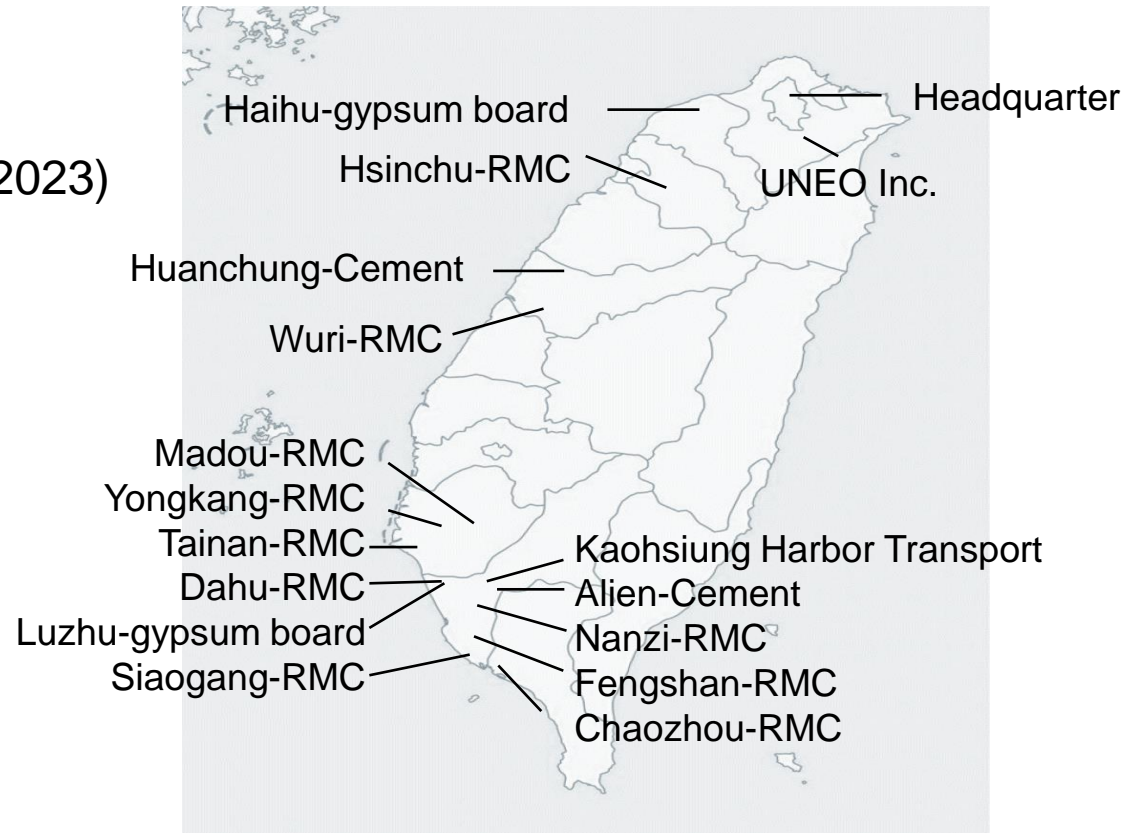 Headquarter
Haihu-gypsum board
2023)
Hsinchu-RMC
UNEO Inc.
Huanchung-Cement
Wuri-RMC
Madou-RMC
Yongkang-RMC
Tainan-RMC
Dahu-RMC
Luzhu-gypsum board
Siaogang-RMC
Kaohsiung Harbor Transport
Alien-Cement
Nanzi-RMC
Fengshan-RMC
Chaozhou-RMC